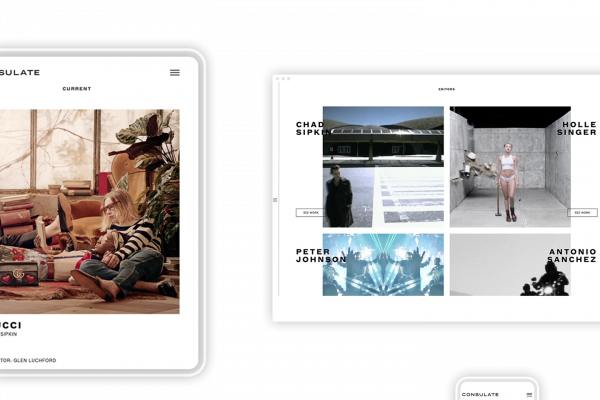 SULATE
CURRENT
UCCI
SIPKIN
TOR: GLEN LUCHFORD
EDITORS
CHAD
SIPKIN
SEE WORK
HOLLE
SINGER
SEE WORK
PETER
JOHNSON
ANTONIO
SANCHEZ
CONSULATE